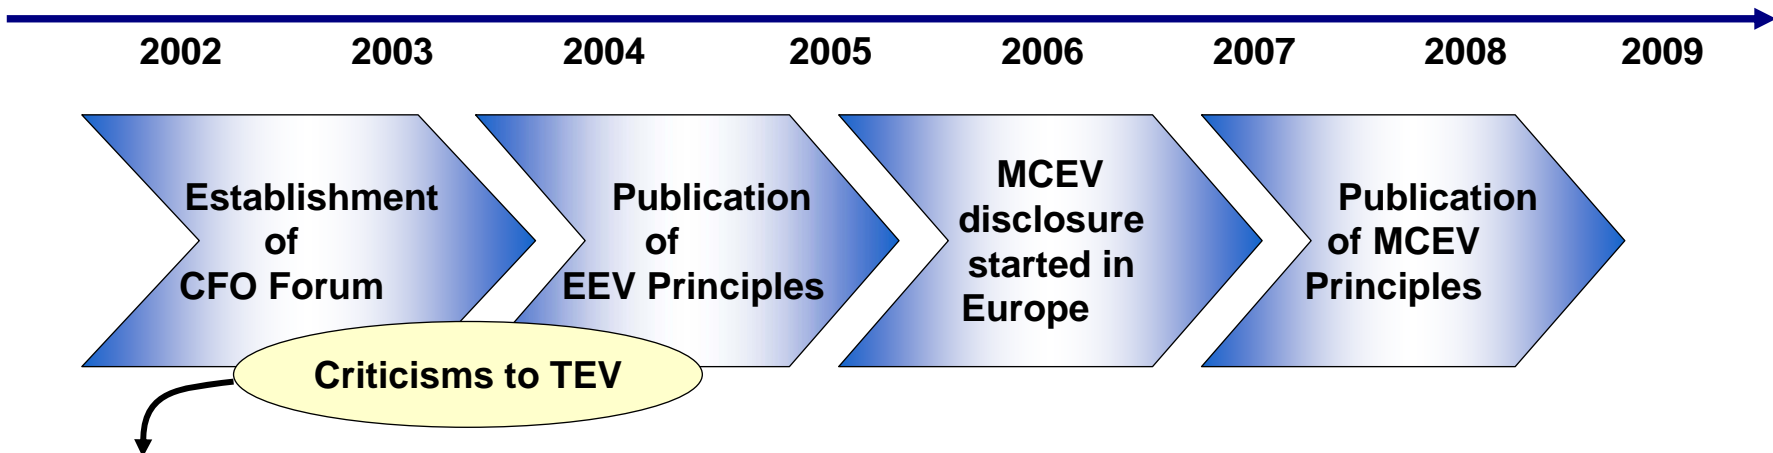 2002 2003 2004 2005 2006 2007 2008 2009
Establishment
of
CFO Forum
Publication
of
EEV Principles
MCEV
disclosure
started in
Europe
Publication
of MCEV
Principles
Criticisms to TEV